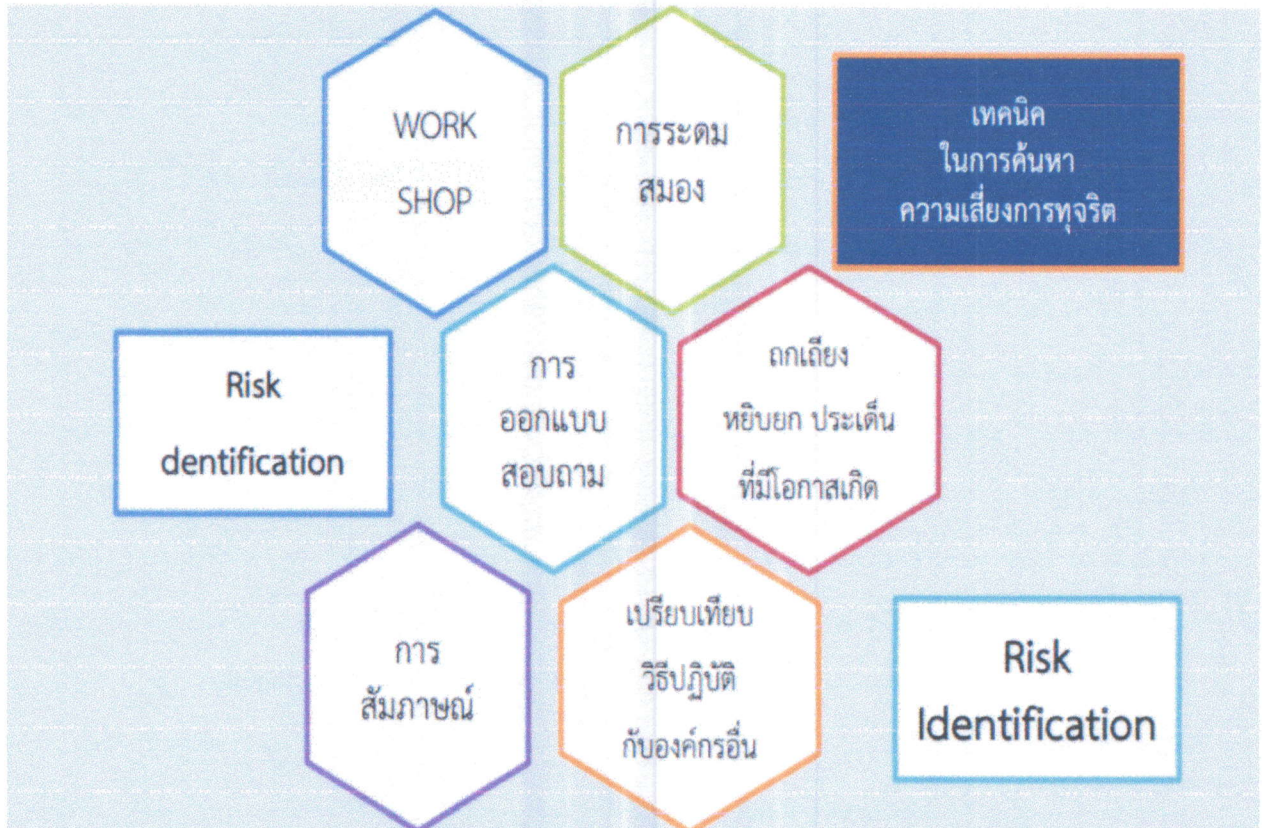 WORK
SHOP
การระดม
สมอง
เทคนิค
ในการค้นหา
ความเสี่ยงการทุจริต
Risk
dentification
การ
ออกแบบ
สอบถาม
ถกเถียง
หยิบยก ประเด็น
ที่มีโอกาสเกิด
การ
สัมภาษณ์
เปรียบเทียบ
วิธีปฏิบัติ
กับองค์กรอื่น
Risk
Identification